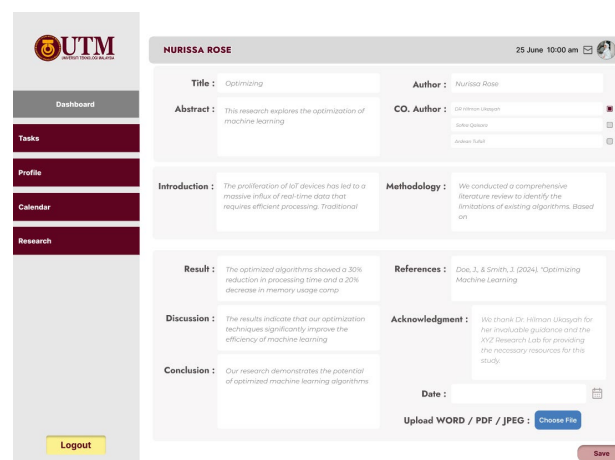 UTM
UNIVERSITI TEKNOLOGI MALAYSIA
NURISSA ROSE
25 June 10:00 am
Dashboard
Tasks
Profile
Calendar
Research
Logout
Title :
Optimizing
Author :
Nurissa Rose
Abstract :
This research explores the optimization of
machine learning
CO. Author :
DR Hilman Ukasyah
Introduction :
The proliferation of IoT devices has led to a
massive influx of real-time data that
requires efficient processing. Traditional
Methodology :
We conducted a comprehensive
literature review to identify the
limitations of existing algorithms. Based
on
Result :
The optimized algorithms showed a 30%
reduction in processing time and a 20%
decrease in memory usage comp
References :
Doe, J., & Smith, J. (2024). "Optimizing
Machine Learning
Discussion :
The results indicate that our optimization
techniques significantly improve the
efficiency of machine learning
Acknowledgment :
We thank Dr. Hilman Ukasyah for
her invaluable guidance and the
XYZ Research Lab for providing
the necessary resources for this
study.
Conclusion :
Our research demonstrates the potential
of optimized machine learning algorithms
Date :
Upload WORD / PDF / JPEG :
Choose File
Save